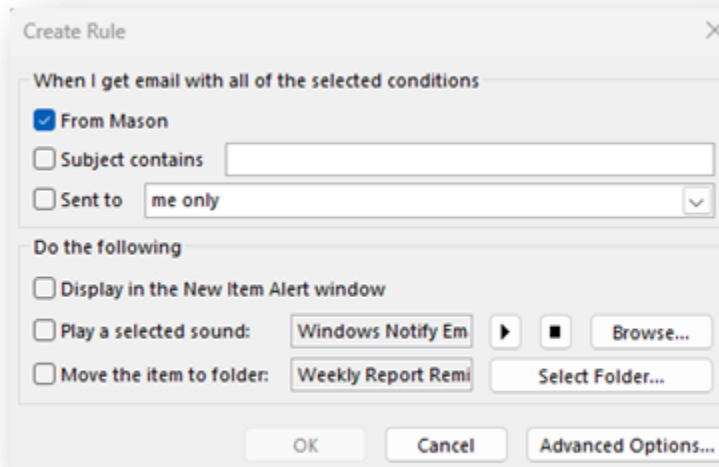 Create Rule
When I get email with all of the selected conditions
From Mason
Subject contains
Sent to me only
Do the following
Display in the New Item Alert window
Play a selected sound: Windows Notify Em Browse...
Move the item to folder: Weekly Report Remi Select Folder...
OK Cancel Advanced Options...